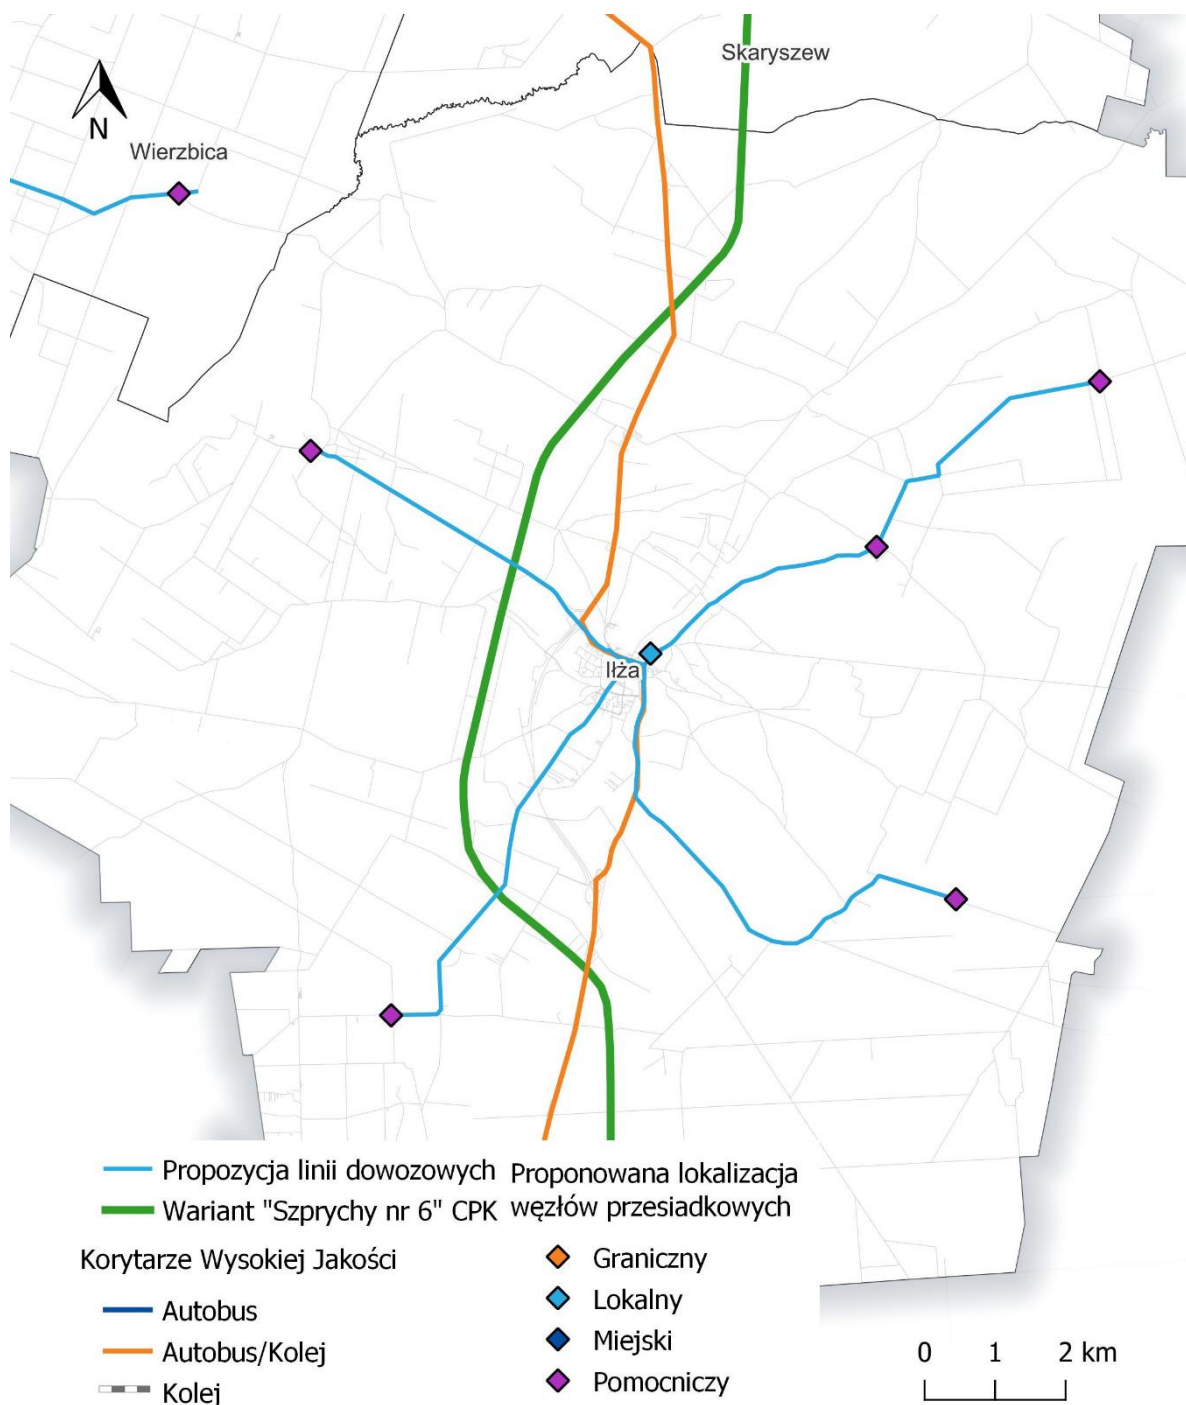 Skaryszew
N
Wierzbica
Iłża
Propozycja linii dowozowych
Wariant "Szprychy nr 6" CPK
Korytarze Wysokiej Jakości
Autobus
Autobus/Kolej
Kolej
Proponowana lokalizacja
węzłów przesiadkowych
Graniczny
Lokalny
Miejski
Pomocniczy
0 1 2 km